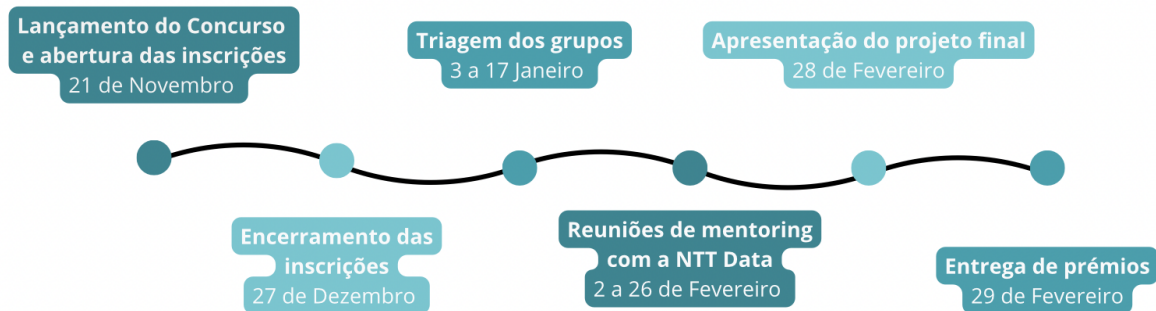 Lançamento do Concurso
e abertura das inscrições
21 de Novembro
Encerramento das
inscrições
27 de Dezembro
Triagem dos grupos
3 a 17 Janeiro
Reuniões de mentoring
com a NTT Data
2 a 26 de Fevereiro
Apresentação do projeto final
28 de Fevereiro
Entrega de prémios
29 de Fevereiro